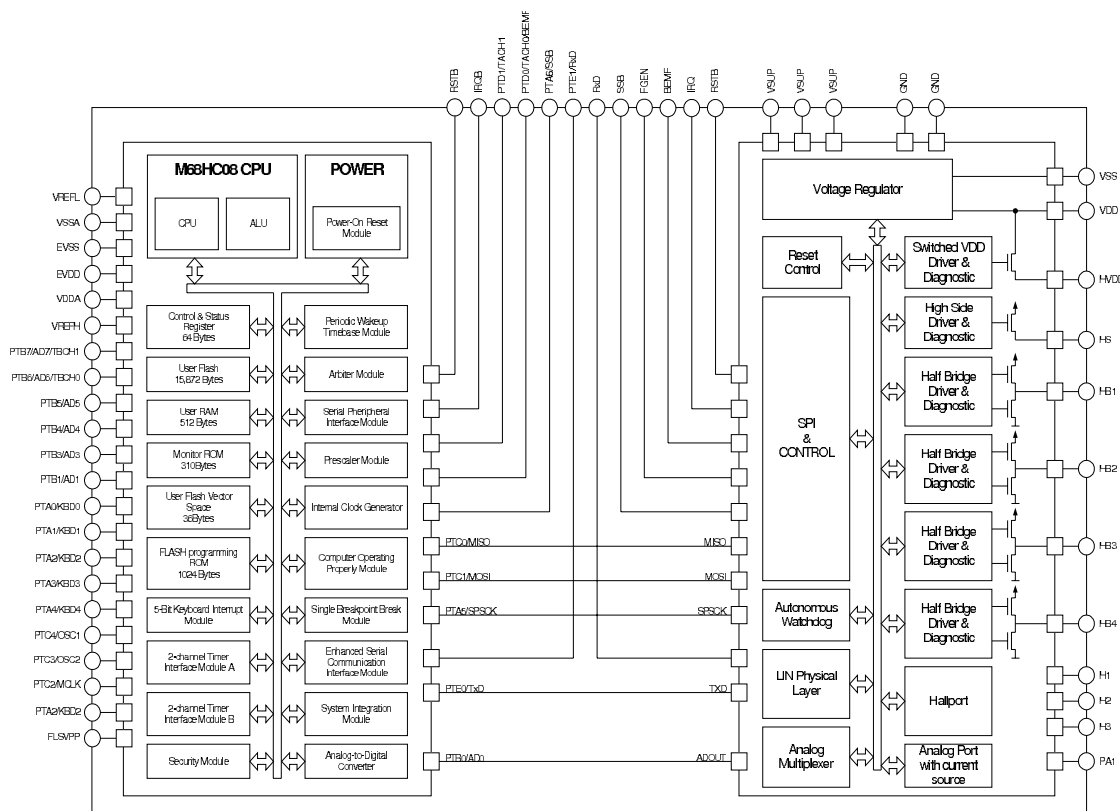 RSTB
IRQB
PTD1/TACH1
PTD0/TACH0/BEMF
PTA6/SSB
PTE1/RxD
RxD
SSB
FGEN
BEMF
IRQ
RSTB
VSUP
VSUP
VSUP
GND
GND
M68HC08 CPU
CPU
ALU
POWER
Power-On Reset
Module
Control & Status
Register
64 Bytes
User Flash
15,872 Bytes
User RAM
512 Bytes
Monitor ROM
310Bytes
User Flash Vector
Space
36Bytes
FLASH programming
ROM
1024 Bytes
5-Bit Keyboard Interrupt
Module
2-channel Timer
Interface Module A
2-channel Timer
Interface Module B
Security Module
Periodic Wakeup
Timebase Module
Arbiter Module
Serial Pheripheral
Interface Module
Prescaler Module
Internal Clock Generator
Computer Operating
Properly Module
Single Breakpoint Break
Module
Enhanced Serial
Communication
Interface Module
System Integration
Module
Analog-to-Digital
Converter
VREFL
VSSA
EVSS
EVDD
VDDA
VREFH
PTB7/AD7/TBCH1
PTB6/AD6/TBCH0
PTB5/AD5
PTB4/AD4
PTB3/AD3
PTB1/AD1
PTA0/KBD0
PTA1/KBD1
PTA2/KBD2
PTA3/KBD3
PTA4/KBD4
PTC4/OSC1
PTC3/OSC2
PTC2/MCLK
PTA2/KBD2
FLSVPP
PTC0/MISO
MISO
PTC1/MOSI
MOSI
PTA5/SPSCK
SPSCK
PTE0/TxD
TXD
PTB0/AD0
ADOUT
Voltage Regulator
Reset
Control
SPI
&
CONTROL
Autonomous
Watchdog
LIN Physical
Layer
Analog
Multiplexer
Switched VDD
Driver &
Diagnostic
High Side
Driver &
Diagnostic
Half Bridge
Driver &
Diagnostic
Half Bridge
Driver &
Diagnostic
Half Bridge
Driver &
Diagnostic
Half Bridge
Driver &
Diagnostic
Hallport
Analog Port
with current
source
VSS
VDD
HVDD
HS
HB1
HB2
HB3
HB4
H1
H2
H3
PA1